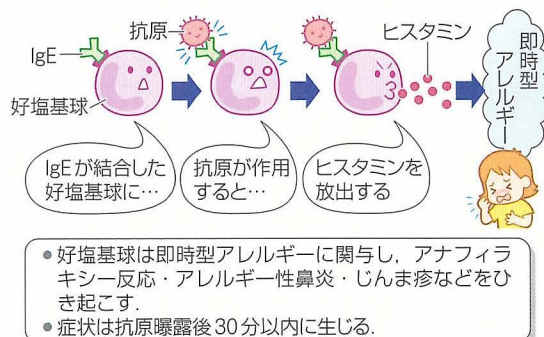 抗原
ヒスタミン
IgE
好塩基球
即時型
アレルギー
IgEが結合した
好塩基球に…
抗原が作用
すると…
ヒスタミンを
放出する
● 好塩基球は即時型アレルギーに関与し,アナフィラ
キシー反応・アレルギー性鼻炎・じんま疹などをひ
き起こす.
● 症状は抗原曝露後30分以内に生じる.